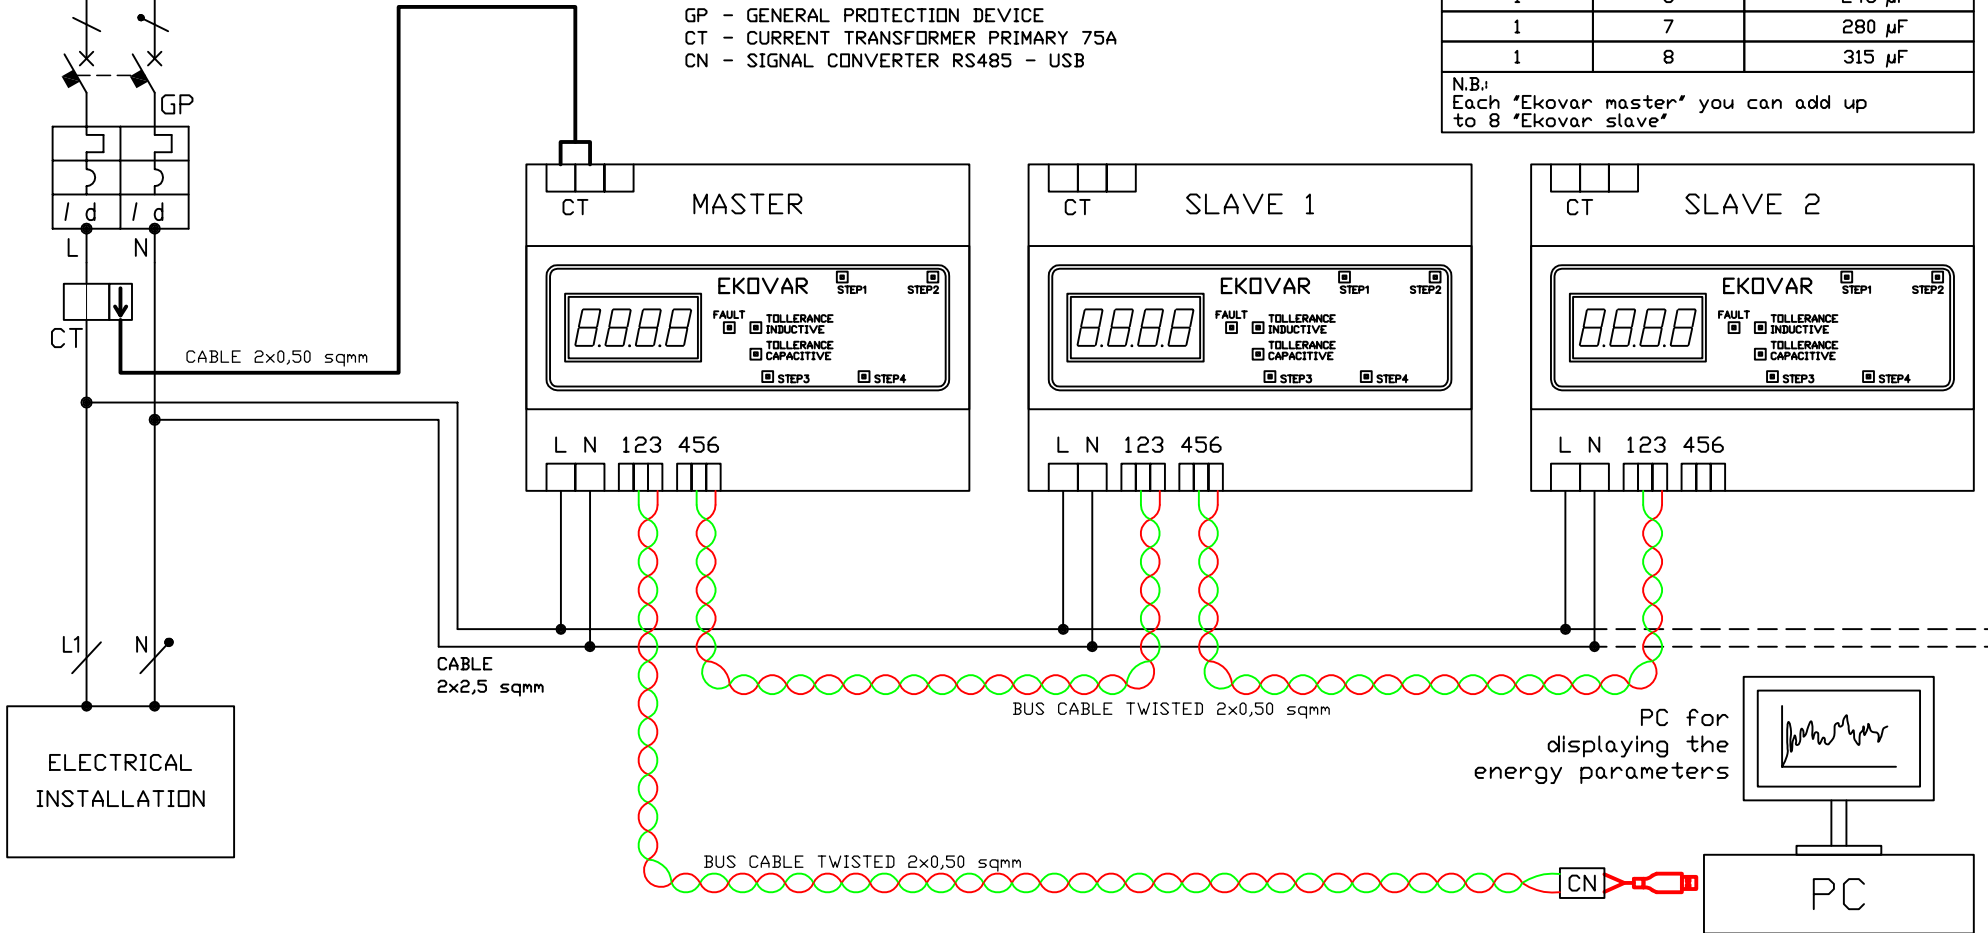 GP - GENERAL PROTECTION DEVICE
CT - CURRENT TRANSFORMER PRIMARY 75A
CN - SIGNAL CONVERTER RS485 - USB
1 7 280 µF
1 8 315 µF
N.B.:
Each "Ekovar master" you can add up
to 8 "Ekovar slave"
GP
I d I d
L N
CT
CABLE 2x0,50 sqmm
CT MASTER
EKOVAR
STEP1 STEP2
FAULT
TOLLERANCE
INDUCTIVE
TOLLERANCE
CAPACITIVE
STEP3 STEP4
L N 123 456
CT SLAVE 1
EKOVAR
STEP1 STEP2
FAULT
TOLLERANCE
INDUCTIVE
TOLLERANCE
CAPACITIVE
STEP3 STEP4
L N 123 456
CT SLAVE 2
EKOVAR
STEP1 STEP2
FAULT
TOLLERANCE
INDUCTIVE
TOLLERANCE
CAPACITIVE
STEP3 STEP4
L N 123 456
L1 N
CABLE
2x2,5 sqmm
BUS CABLE TWISTED 2x0,50 sqmm
ELECTRICAL
INSTALLATION
PC for
displaying the
energy parameters
BUS CABLE TWISTED 2x0,50 sqmm
CN
PC